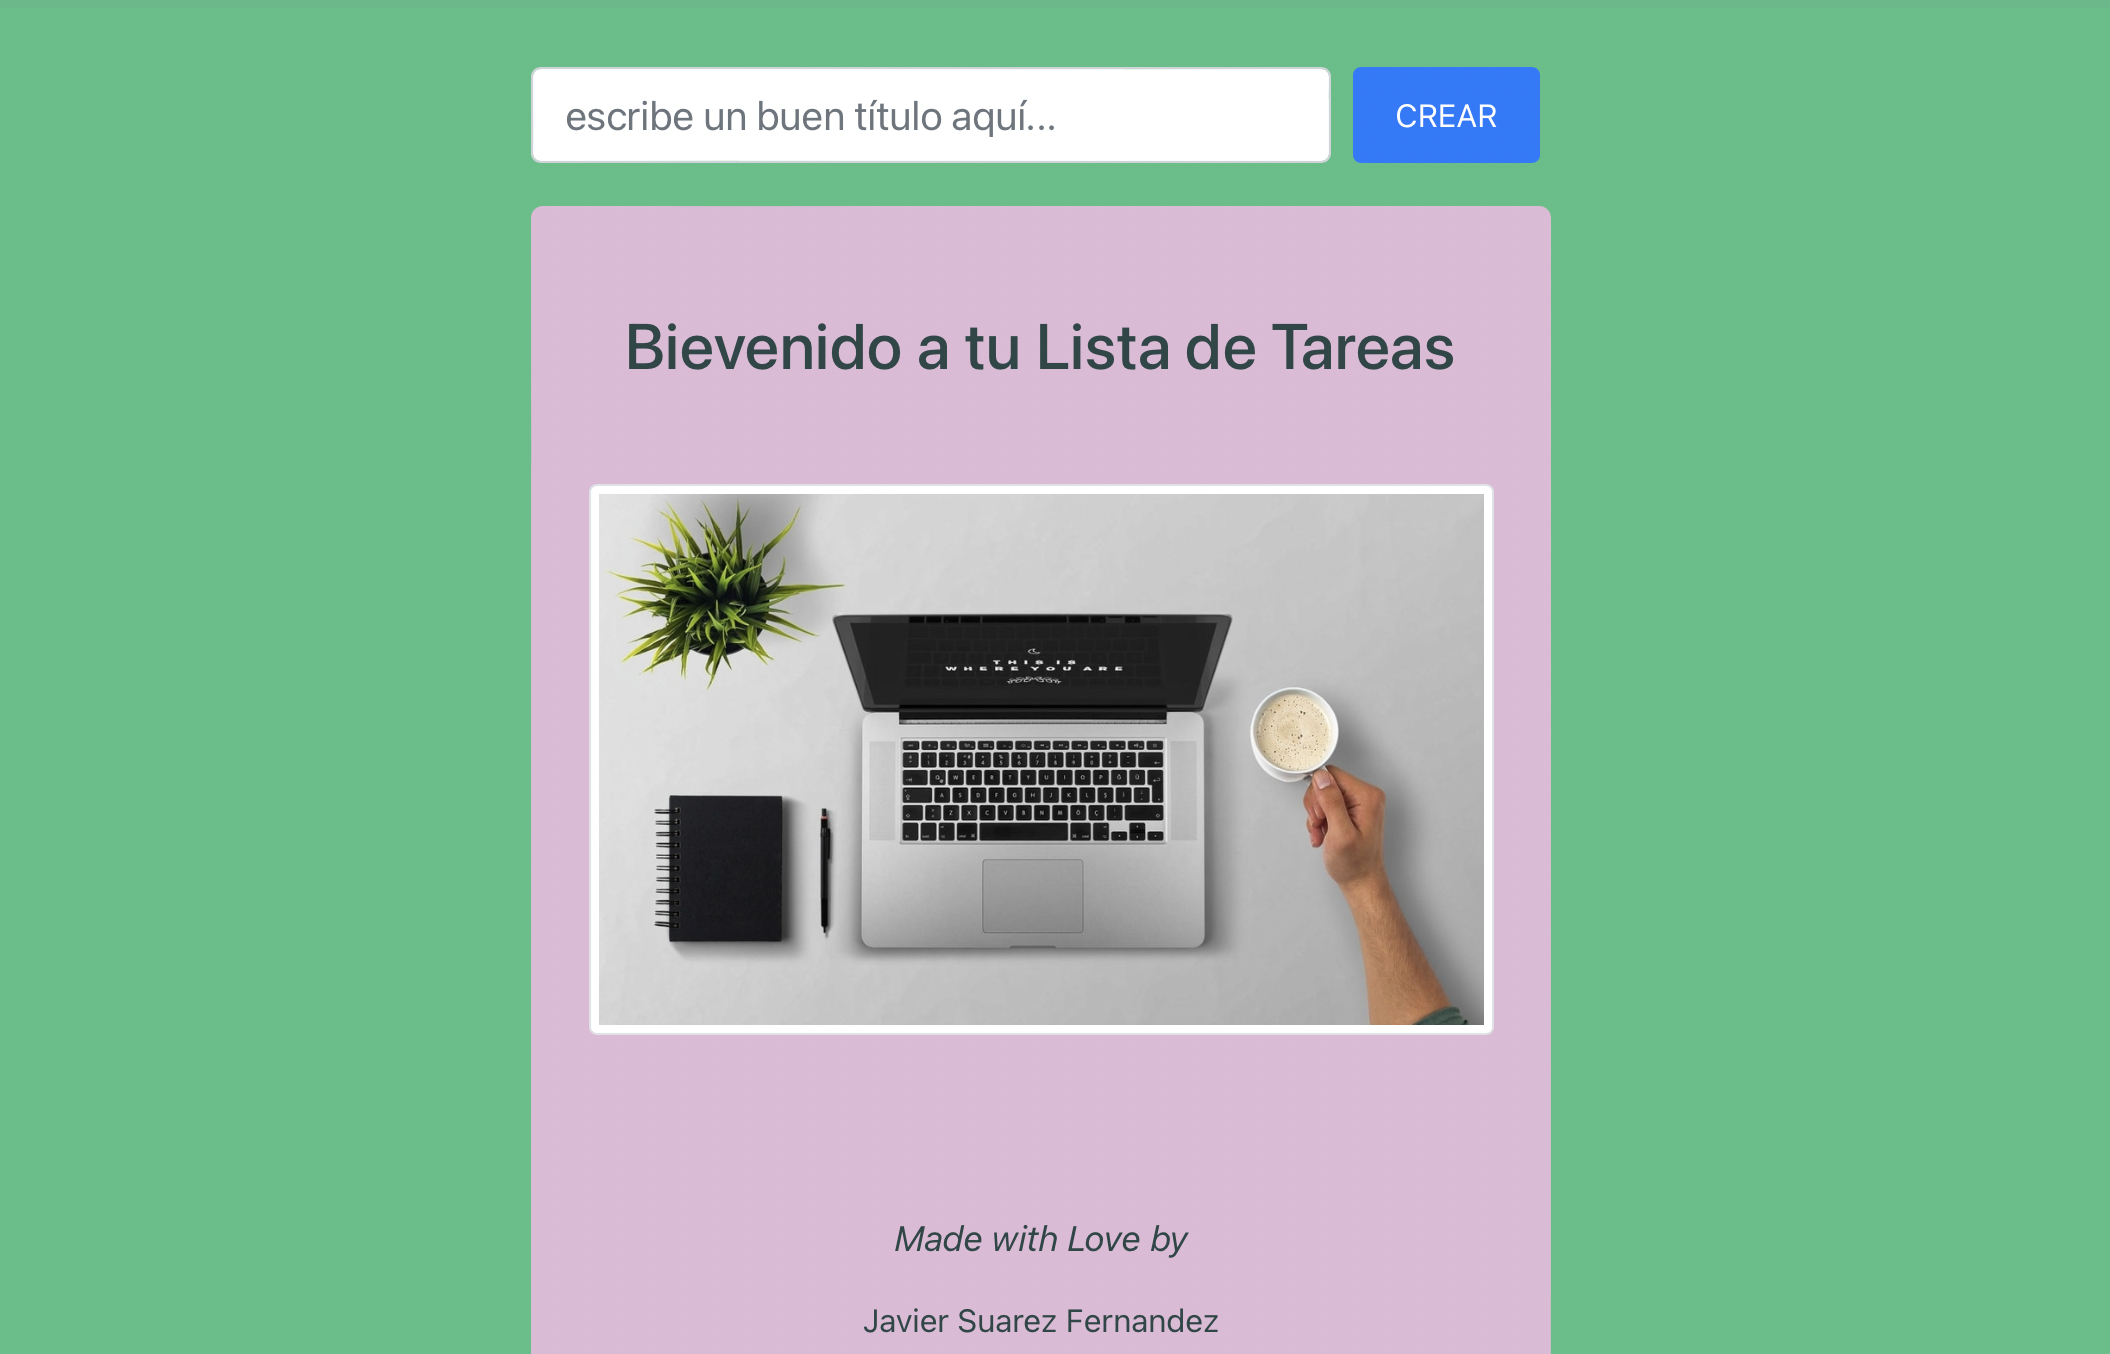 escribe un buen título aquí...
CREAR
Bievenido a tu Lista de Tareas
THIS IS
WHERE YOU ARE
Made with Love by
Javier Suarez Fernandez